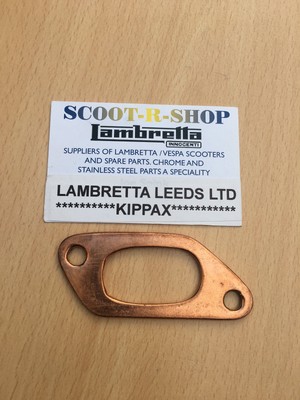 SCOOT-R-SHOP
Lambretta
INNOCENTI
SUPPLIERS OF LAMBRETTA / VESPA SCOOTERS
AND SPARE PARTS. CHROME AND
STAINLESS STEEL PARTS A SPECIALITY
LAMBRETTA LEEDS LTD
**********KIPPAX***********